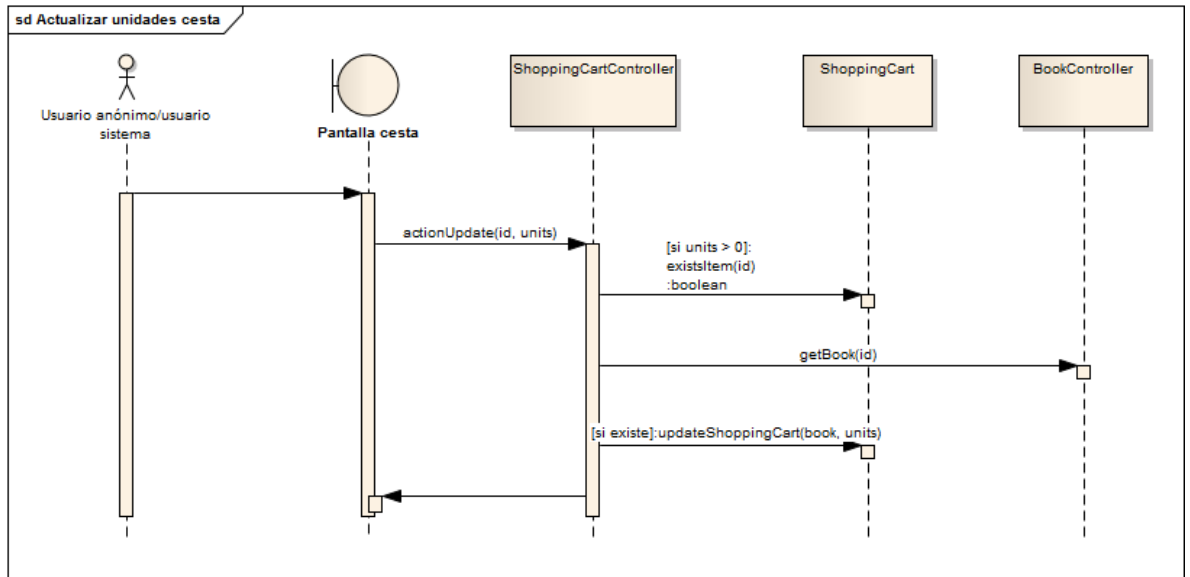 sd Actualizar unidades cesta
Usuario anónimo/usuario
sistema
Pantalla cesta
ShoppingCartController
ShoppingCart
BookController
actionUpdate(id, units)
[si units > 0]:
existsItem(id)
:boolean
getBook(id)
[si existe]:updateShoppingCart(book, units)